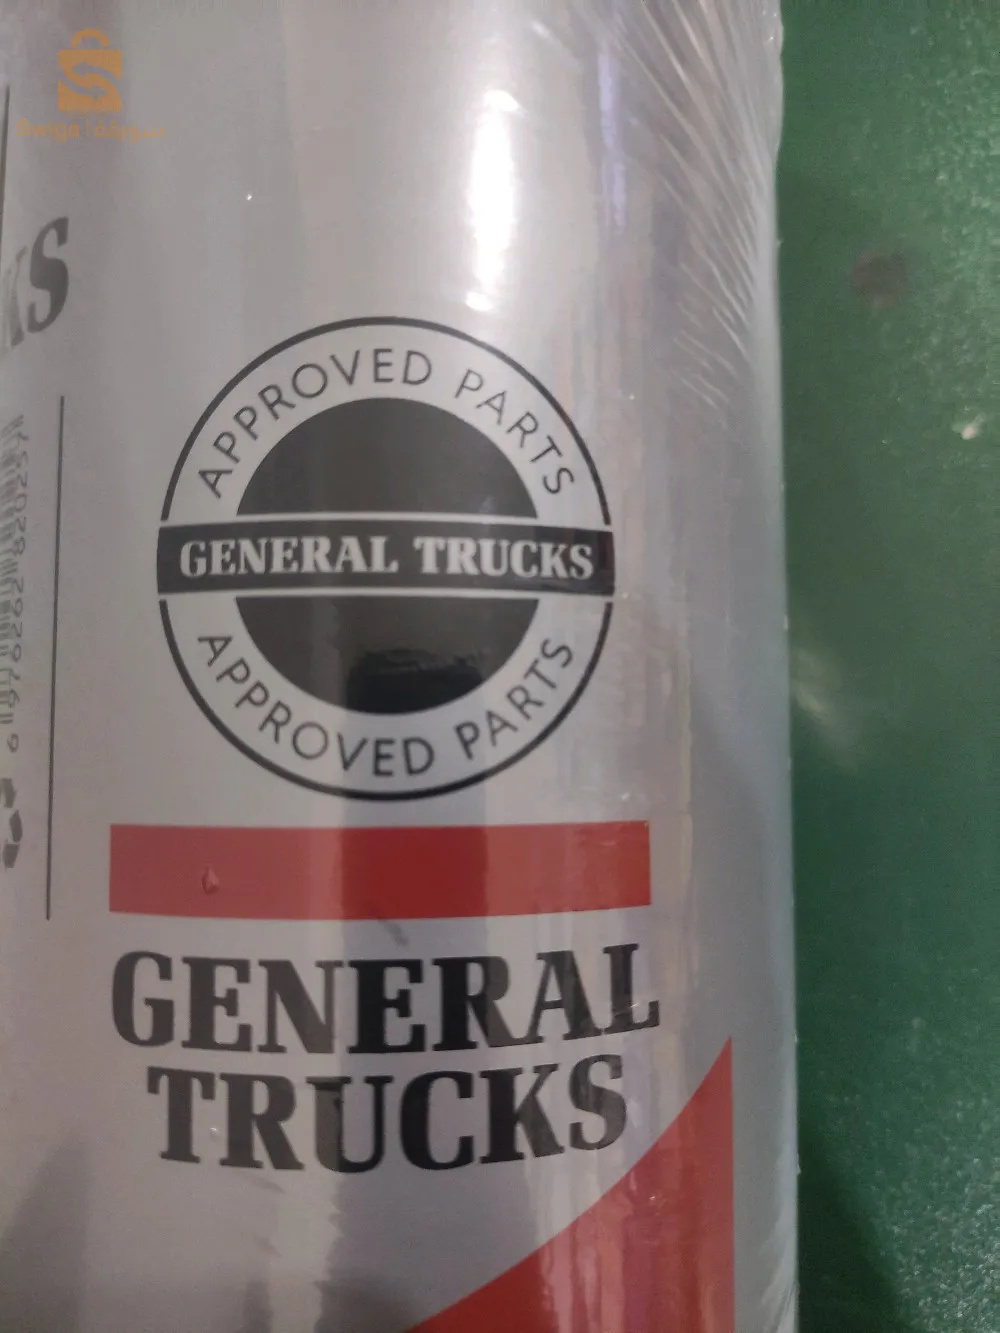 KS
APPROVED PARTS
GENERAL TRUCKS
APPROVED PARTS
GENERAL
TRUCKS